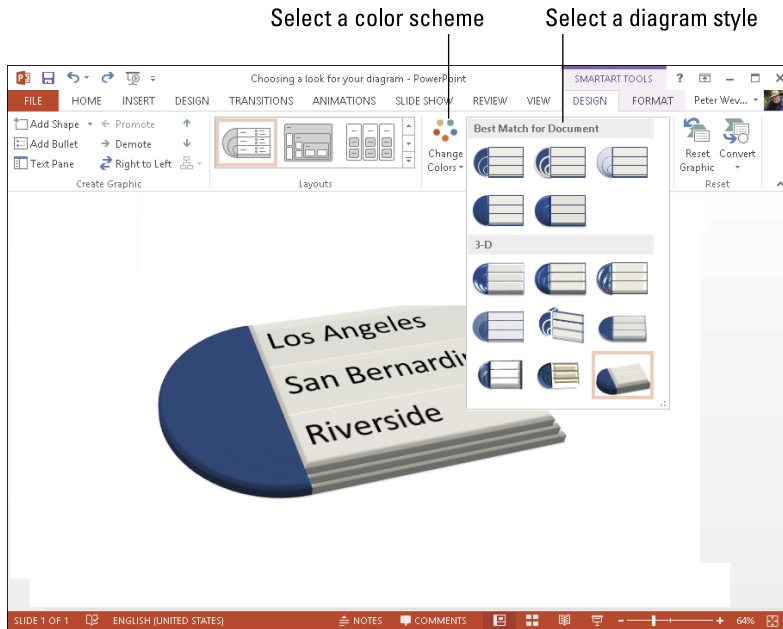 Select a color scheme
Select a diagram style
Choosing a look for your diagram - PowerPoint
SMARTART TOOLS
?
FILE HOME INSERT DESIGN TRANSITIONS ANIMATIONS SLIDE SHOW REVIEW VIEW DESIGN FORMAT Peter Wev...
Add Shape Promote
Add Bullet Demote
Text Pane Right to Left
Create Graphic
Layouts
Change
Colors
Best Match for Document
3-D
Reset
Graphic
Convert
Reset
Los Angeles
San Bernardi
Riverside
SLIDE 1 OF 1 ENGLISH (UNITED STATES) NOTES COMMENTS 64%